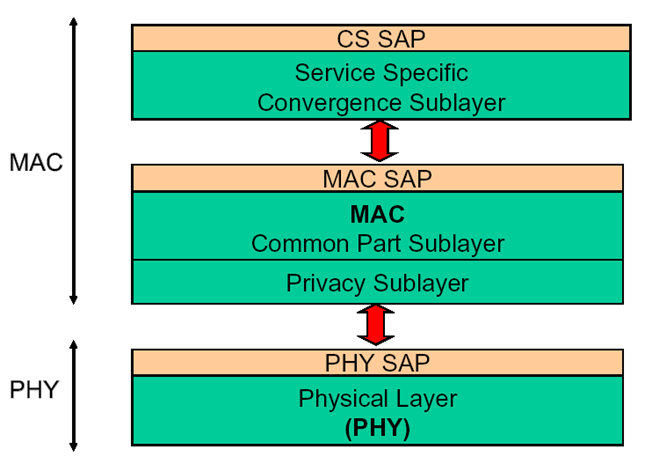 CS SAP
Service Specific
Convergence Sublayer
MAC
MAC SAP
MAC
Common Part Sublayer
Privacy Sublayer
PHY SAP
PHY
Physical Layer
(PHY)